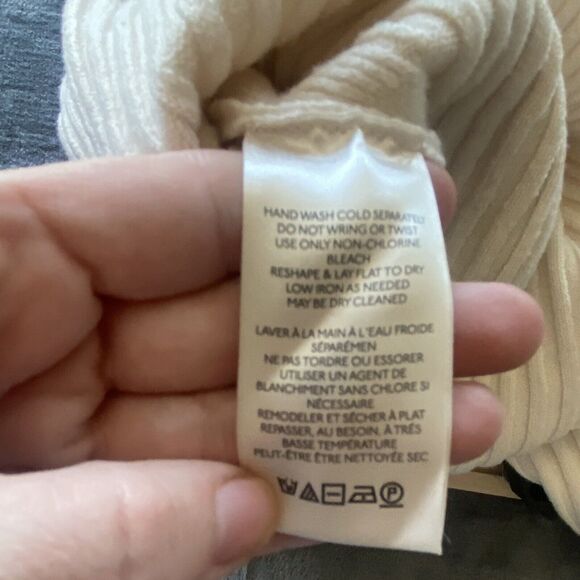 HAND WASH COLD SEPARATELY
DO NOT WRING OR TWIST
USE ONLY NON-CHLORINE
BLEACH
RESHAPE & LAY FLAT TO DRY
LOW IRON AS NEEDED
MAY BE DRY CLEANED
LAVER À LA MAIN À L'EAU FROIDE
SÉPARÉMEN
NE PAS TORDRE OU ESSORER
UTILISER UN AGENT DE
BLANCHIMENT SANS CHLORE SI
NÉCESSAIRE
REMODELER ET SÉCHER À PLAT
REPASSER, AU BESOIN, À TRÉS
BASSE TEMPÉRATURE
PEUT-ÊTRE ÊTRE NETTOYÉE SEC
P